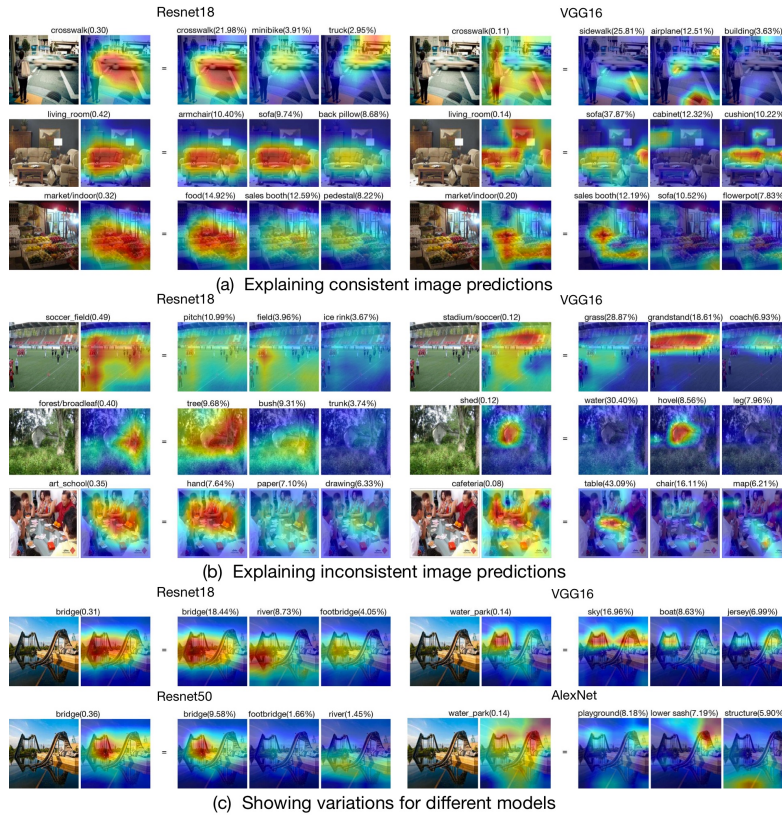 Resnet18 VGG16
crosswalk(0.30) crosswalk(21.98%) minibike(3.91%) truck(2.95%) crosswalk(0.11) sidewalk(25.81%) airplane(12.51%) building(3.63%)
= =
living_room(0.42) armchair(10.40%) sofa(9.74%) back pillow(8.68%) living_room(0.14) sofa(37.87%) cabinet(12.32%) cushion(10.22%
= =
market/indoor(0.32) food(14.92%) sales booth(12.59%) pedestal(8.22%) market/indoor(0.20) sales booth(12.19%) sofa(10.52%) flowerpot(7.83%
= =
(a) Explaining consistent image predictions
Resnet18 VGG16
soccer_field(0.49) pitch(10.99%) field(3.96%) ice rink(3.67%) stadium/soccer(0.12) grass(28.87%) grandstand(18.61%) coach(6.93%)
H H = H H =
forest/broadleaf(0.40) tree(9.68%) bush(9.31%) trunk(3.74%) shed(0.12) water(30.40%) hovel(8.56%) leg(7.96%)
= =
art_school(0.35) hand(7.64%) paper(7.10%) drawing(6.33%) cafeteria(0.08) table(43.09%) chair(16.11%) map(6.21%)
= =
(b) Explaining inconsistent image predictions
Resnet18 VGG16
bridge(0.31) bridge(18.44%) river(8.73%) footbridge(4.05%) water_park(0.14) sky(16.96%) boat(8.63%) jersey(6.99%)
= =
Resnet50 AlexNet
bridge(0.36) bridge(9.58%) footbridge(1.66%) river(1.45%) water_park(0.14) playground(8.18%) lower sash(7.19%) structure(5.90%
= =
(c) Showing variations for different models